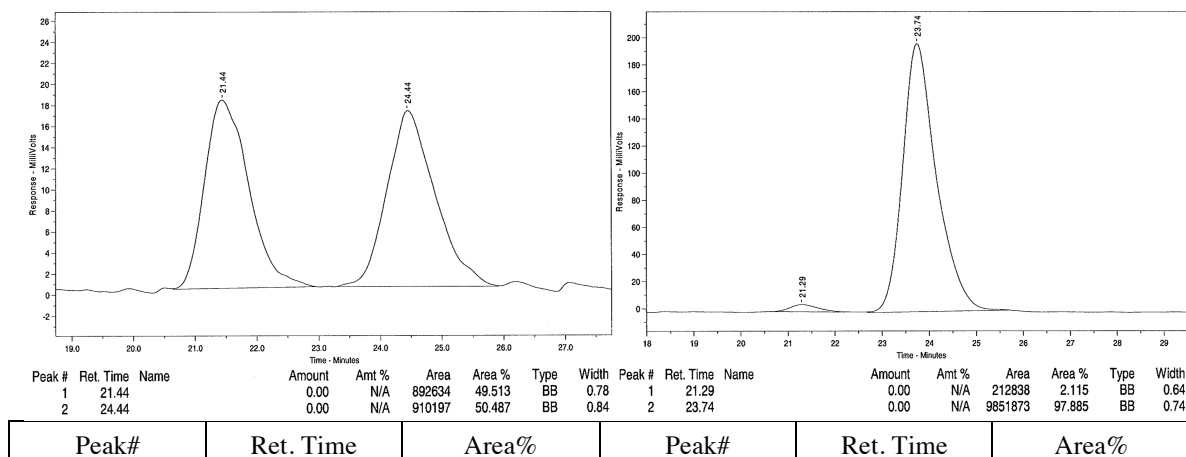 26
24
22
20
18
16
14
12
10
8
6
4
2
0
-2
Response - MilliVolts
- 21.44
- 24.44
19.0 20.0 21.0 22.0 23.0 24.0 25.0 26.0 27.0
Time - Minutes
Peak # Ret. Time Name Amount Amt % Area Area % Type Width
1 21.44 0.00 N/A 892634 49.513 BB 0.78
2 24.44 0.00 N/A 910197 50.487 BB 0.84
200
180
160
140
120
100
80
60
40
20
0
Response - MilliVolts
- 21.29
- 23.74
18 19 20 21 22 23 24 25 26 27 28 29
Time - Minutes
Peak # Ret. Time Name Amount Amt % Area Area % Type Width
1 21.29 0.00 N/A 212838 2.115 BB 0.64
2 23.74 0.00 N/A 9851873 97.885 BB 0.74
Peak# Ret. Time Area% Peak# Ret. Time Area%